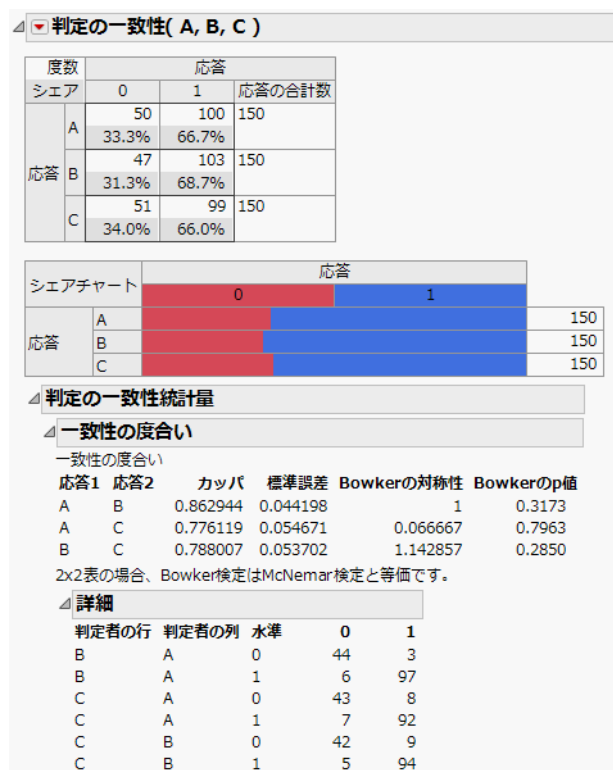 判定の一致性( A, B, C )
度数 応答
シェア 0 1 応答の合計数
応答 A 50 100 150
33.3% 66.7%
B 47 103 150
31.3% 68.7%
C 51 99 150
34.0% 66.0%
シェアチャート 応答
0 1
応答 A 150
B 150
C 150
判定の一致性統計量
一致性の度合い
一致性の度合い
応答1 応答2 カッパ 標準誤差 Bowkerの対称性 Bowkerのp値
A B 0.862944 0.044198 1 0.3173
A C 0.776119 0.054671 0.066667 0.7963
B C 0.788007 0.053702 1.142857 0.2850
2x2表の場合、Bowker検定はMcNemar検定と等価です。
詳細
判定者の行 判定者の列 水準 0 1
B A 0 44 3
B A 1 6 97
C A 0 43 8
C A 1 7 92
C B 0 42 9
C B 1 5 94